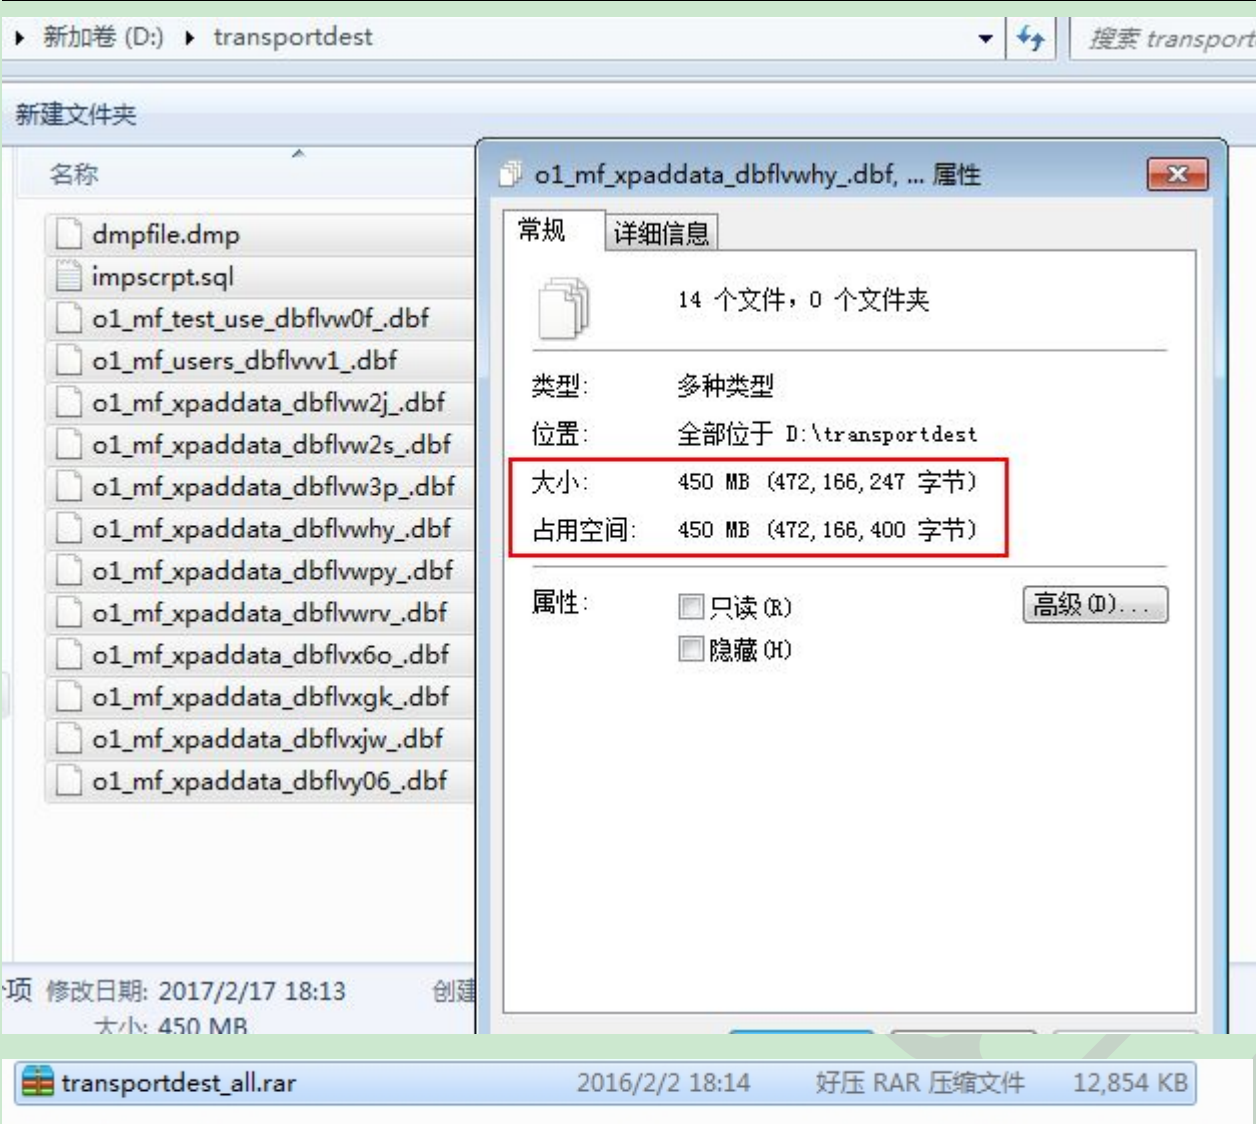 新加卷 (D:) transportdest 搜索 transport
新建文件夹
名称
dmpfile.dmp
impscrpt.sql
o1_mf_test_use_dbflvw0f_.dbf
o1_mf_users_dbflvvv1_.dbf
o1_mf_xpaddata_dbflvw2j_.dbf
o1_mf_xpaddata_dbflvw2s_.dbf
o1_mf_xpaddata_dbflvw3p_.dbf
o1_mf_xpaddata_dbflvwhy_.dbf
o1_mf_xpaddata_dbflvwpy_.dbf
o1_mf_xpaddata_dbflvwrv_.dbf
o1_mf_xpaddata_dbflvx6o_.dbf
o1_mf_xpaddata_dbflvxgk_.dbf
o1_mf_xpaddata_dbflvxjw_.dbf
o1_mf_xpaddata_dbflvy06_.dbf
o1_mf_xpaddata_dbflvwhy_.dbf, ... 属性
常规 详细信息
14 个文件，0 个文件夹
类型: 多种类型
位置: 全部位于 D:\transportdest
大小: 450 MB (472,166,247 字节)
占用空间: 450 MB (472,166,400 字节)
属性: 只读(R) 高级(D)...
隐藏(H)
项 修改日期: 2017/2/17 18:13 创建
大小: 450 MB
transportdest_all.rar 2016/2/2 18:14 好压 RAR 压缩文件 12,854 KB